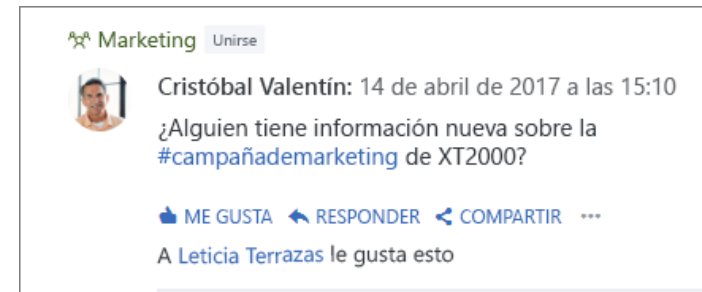 Marketing Unirse
Cristóbal Valentín: 14 de abril de 2017 a las 15:10
¿Alguien tiene información nueva sobre la
#campañademarketing de XT2000?
ME GUSTA RESPONDER COMPARTIR ...
A Leticia Terrazas le gusta esto